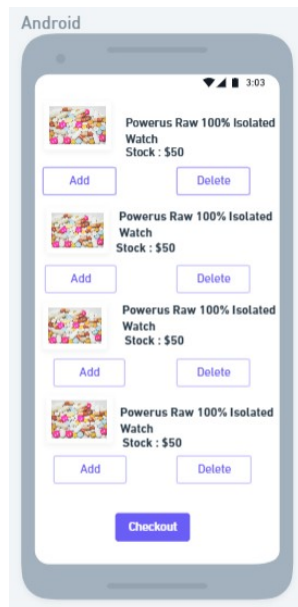 Android
3:03
Powerus Raw 100% Isolated
Watch
Stock : $50
Add Delete
Powerus Raw 100% Isolated
Watch
Stock : $50
Add Delete
Powerus Raw 100% Isolated
Watch
Stock : $50
Add Delete
Powerus Raw 100% Isolated
Watch
Stock : $50
Add Delete
Checkout